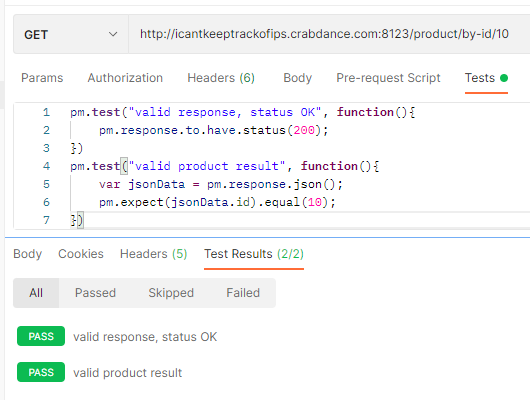 GET http://icantkeeptrackofips.crabdance.com:8123/product/by-id/10
Params Authorization Headers (6) Body Pre-request Script Tests
1 pm.test("valid response, status OK", function(){
2 pm.response.to.have.status(200);
3 })
4 pm.test("valid product result", function(){
5 var jsonData = pm.response.json();
6 pm.expect(jsonData.id).equal(10);
7 })
Body Cookies Headers (5) Test Results (2/2)
All Passed Skipped Failed
PASS valid response, status OK
PASS valid product result